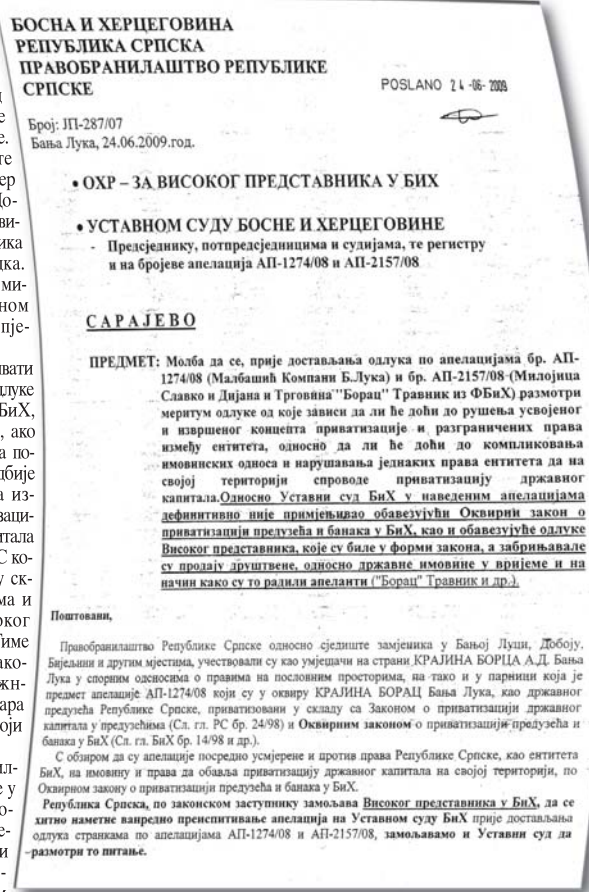 БОСНА И ХЕРЦЕГОВИНА
РЕПУБЛИКА СРПСКА
ПРАВОБРАНИЛАШТВО РЕПУБЛИКЕ
СРПСКЕ
POSLANO 24 -06- 2009
Број: ЈП-287/07
Бања Лука, 24.06.2009.год.
• ОХР – ЗА ВИСОКОГ ПРЕДСТАВНИКА У БИХ
• УСТАВНОМ СУДУ БОСНЕ И ХЕРЦЕГОВИНЕ
- Предсједнику, потпредсједницима и судијама, те регистру
и на бројеве апелација АП-1274/08 и АП-2157/08
САРАЈЕВО
ПРЕДМЕТ: Молба да се, прије достављања одлука по апелацијама бр. АП-
1274/08 (Малбашић Компани Б.Лука) и бр. АП-2157/08 (Милојица
Славко и Дијана и Трговина "Борац" Травник из ФБиХ) размотри
меритум одлуке од које зависи да ли ће доћи до рушења усвојеног
и извршеног концепта приватизације и разграничених права
између ентитета, односно да ли ће доћи до компликовања
имовинских односа и нарушавања једнаких права ентитета да на
својој територији спроводе приватизацију државног
капитала.Односно Уставни суд БиХ у наведеним апелацијама
дефинитивно није примјењивао обавезујући Оквирни закон о
приватизацији предузећа и банака у БиХ, као и обавезујуће одлуке
Високог представника, које су биле у форми закона, а забрињавале
су продају друштвене, односно државне имовине у вријеме и на
начин како су то радили апеланти ("Борац" Травник и др.).
Поштовани,
Правобранилаштво Републике Српске односно сједиште замјеника у Бањој Луци, Добоју,
Бијељини и другим мјестима, учествовали су као умјешачи на страни КРАЈИНА БОРЦА А.Д. Бања
Лука у спорним односима о правима на пословним просторима, па тако и у парници која је
предмет апелације АП-1274/08 који су у оквиру КРАЈИНА БОРАЦ Бања Лука, као државног
предузећа Републике Српске, приватизовани у складу са Законом о приватизацији државног
капитала у предузећима (Сл. гл. РС бр. 24/98) и Оквирним законом о приватизацији предузећа и
банака у БиХ (Сл. гл. БиХ бр. 14/98 и др.).
С обзиром да су апелације посредно усмјерене и против права Републике Српске, као ентитета
БиХ, на имовину и права да обавља приватизацију државног капитала на својој територији, по
Оквирном закону о приватизацији предузећа и банака у БиХ.
Република Српска, по законском заступнику замољава Високог представника у БиХ, да се
хитно наметне ванредно преиспитивање апелација на Уставном суду БиХ прије достављања
одлука странкама по апелацијама АП-1274/08 и АП-2157/08, замољавамо и Уставни суд да
размотри то питање.